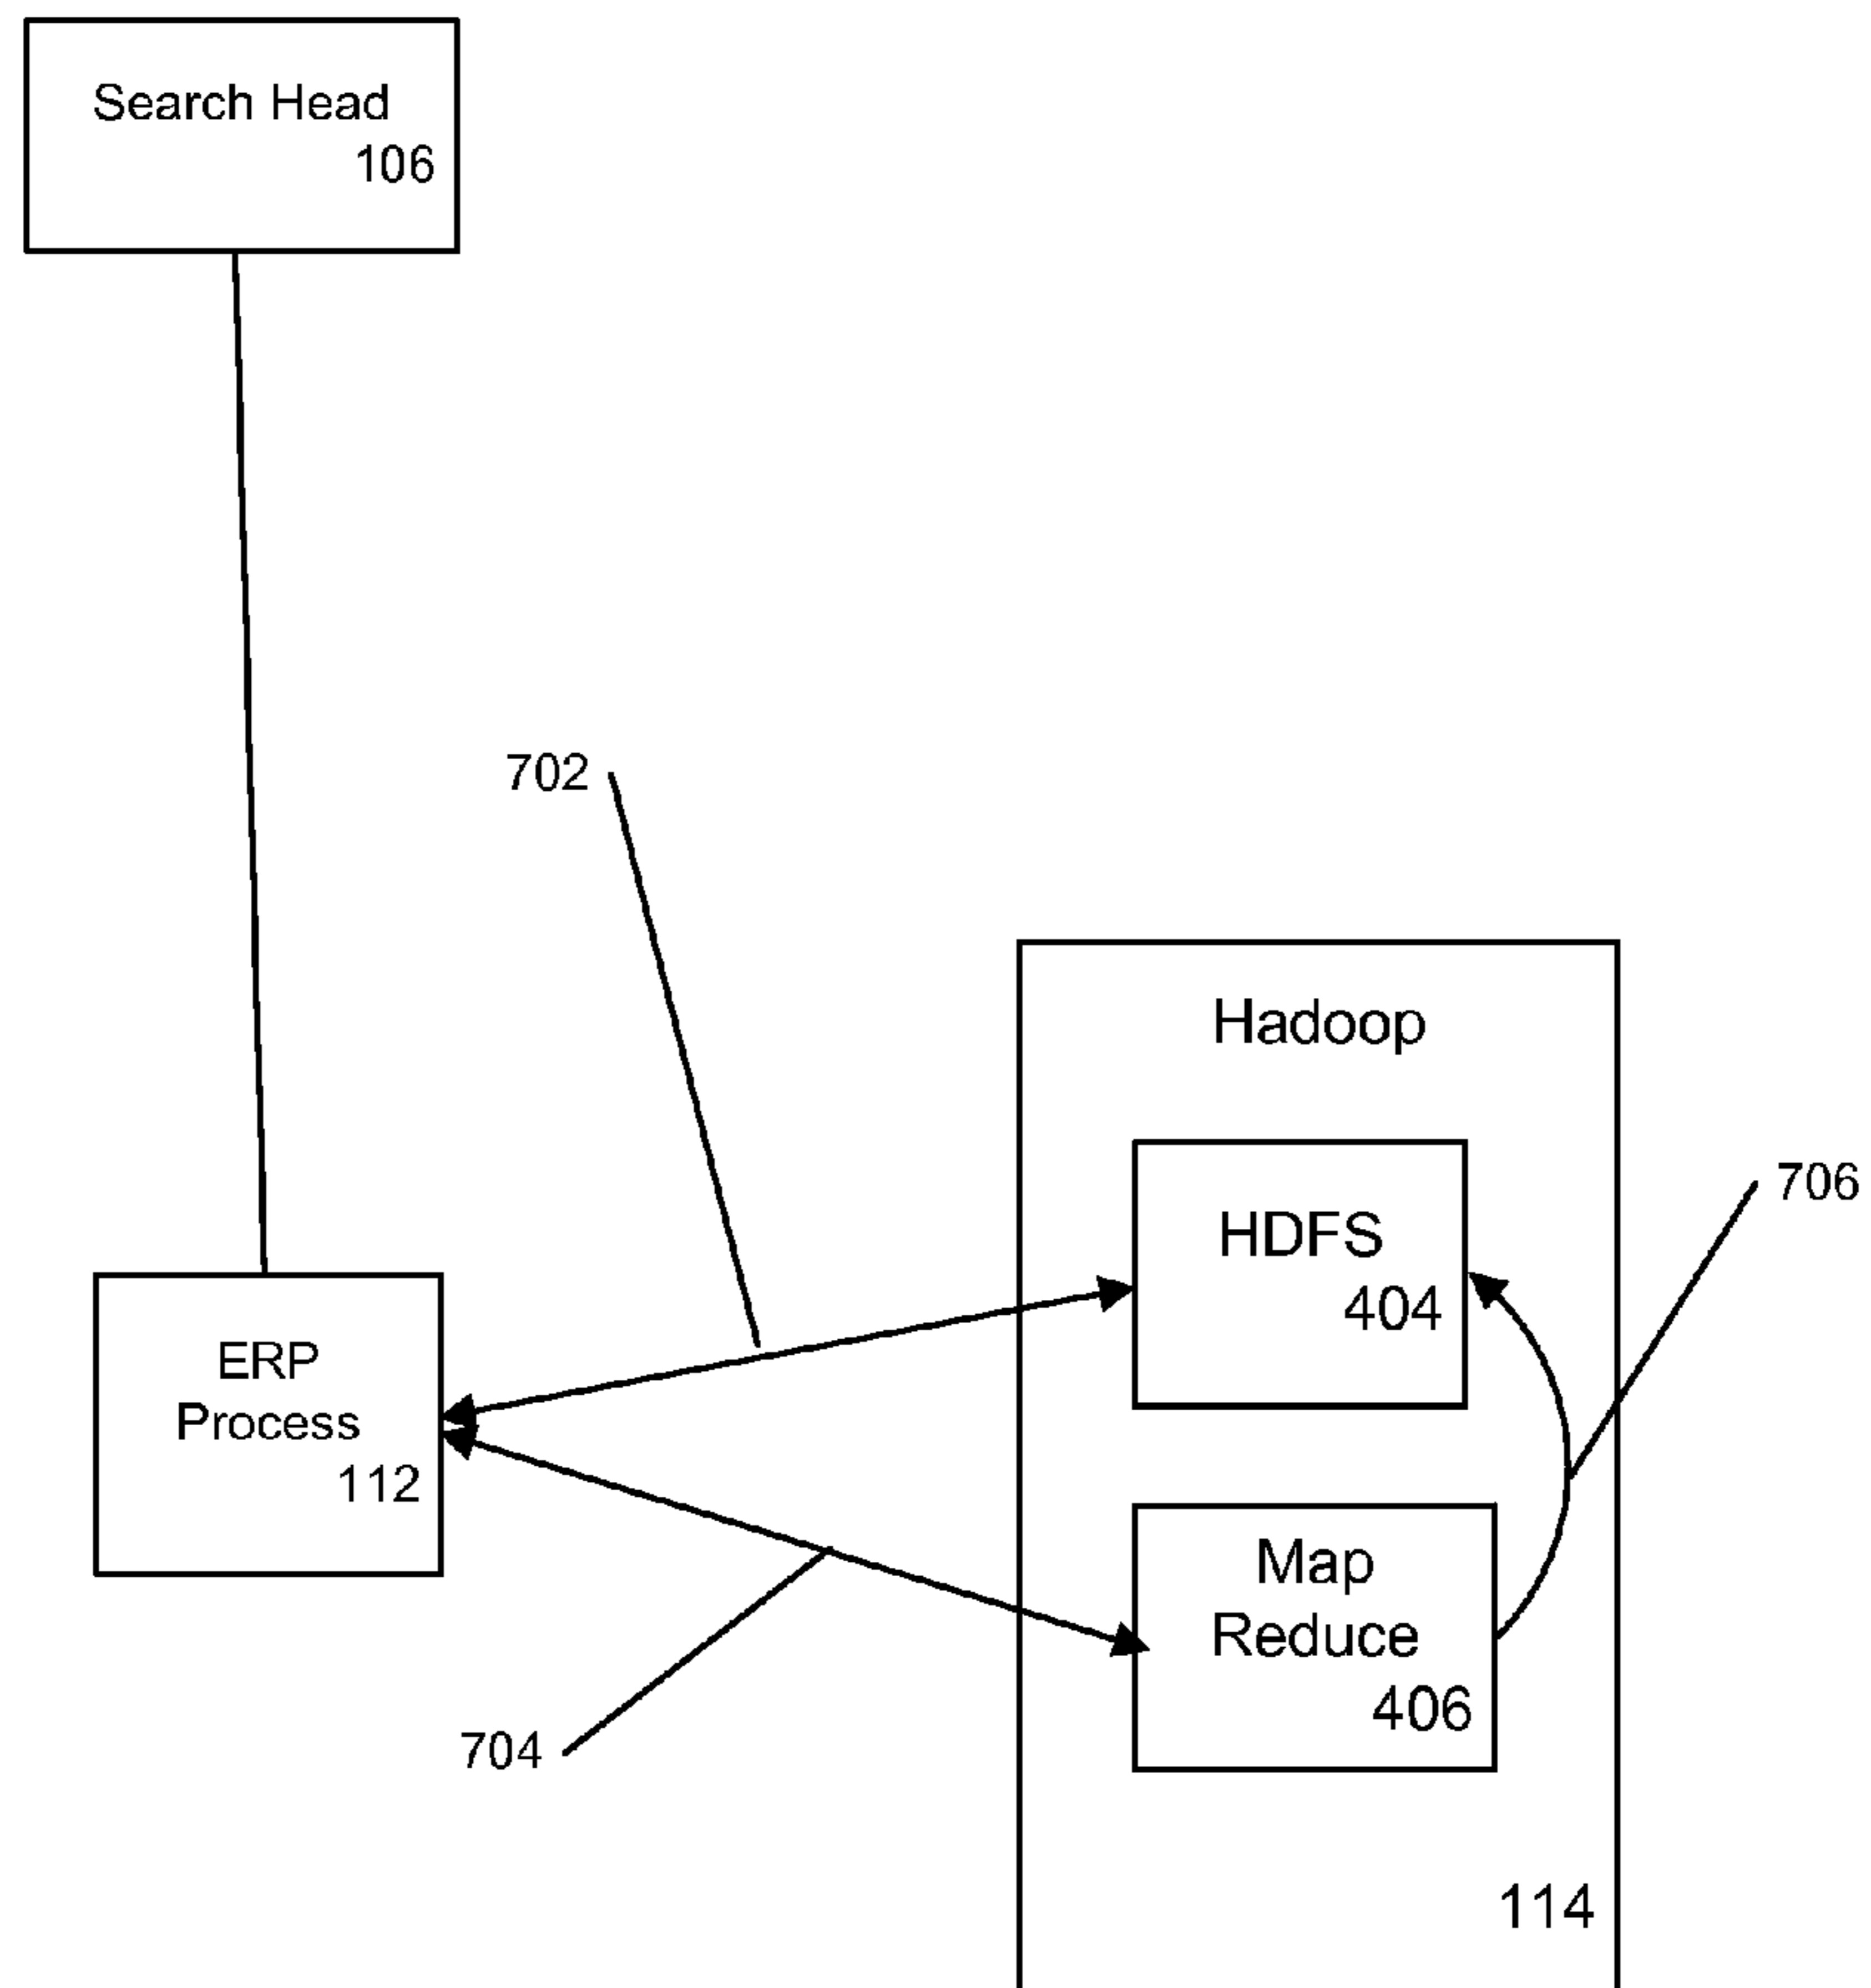 Search Head
106
702
Hadoop
HDFS
404
706
ERP
Process
112
Map
Reduce
406
704
114